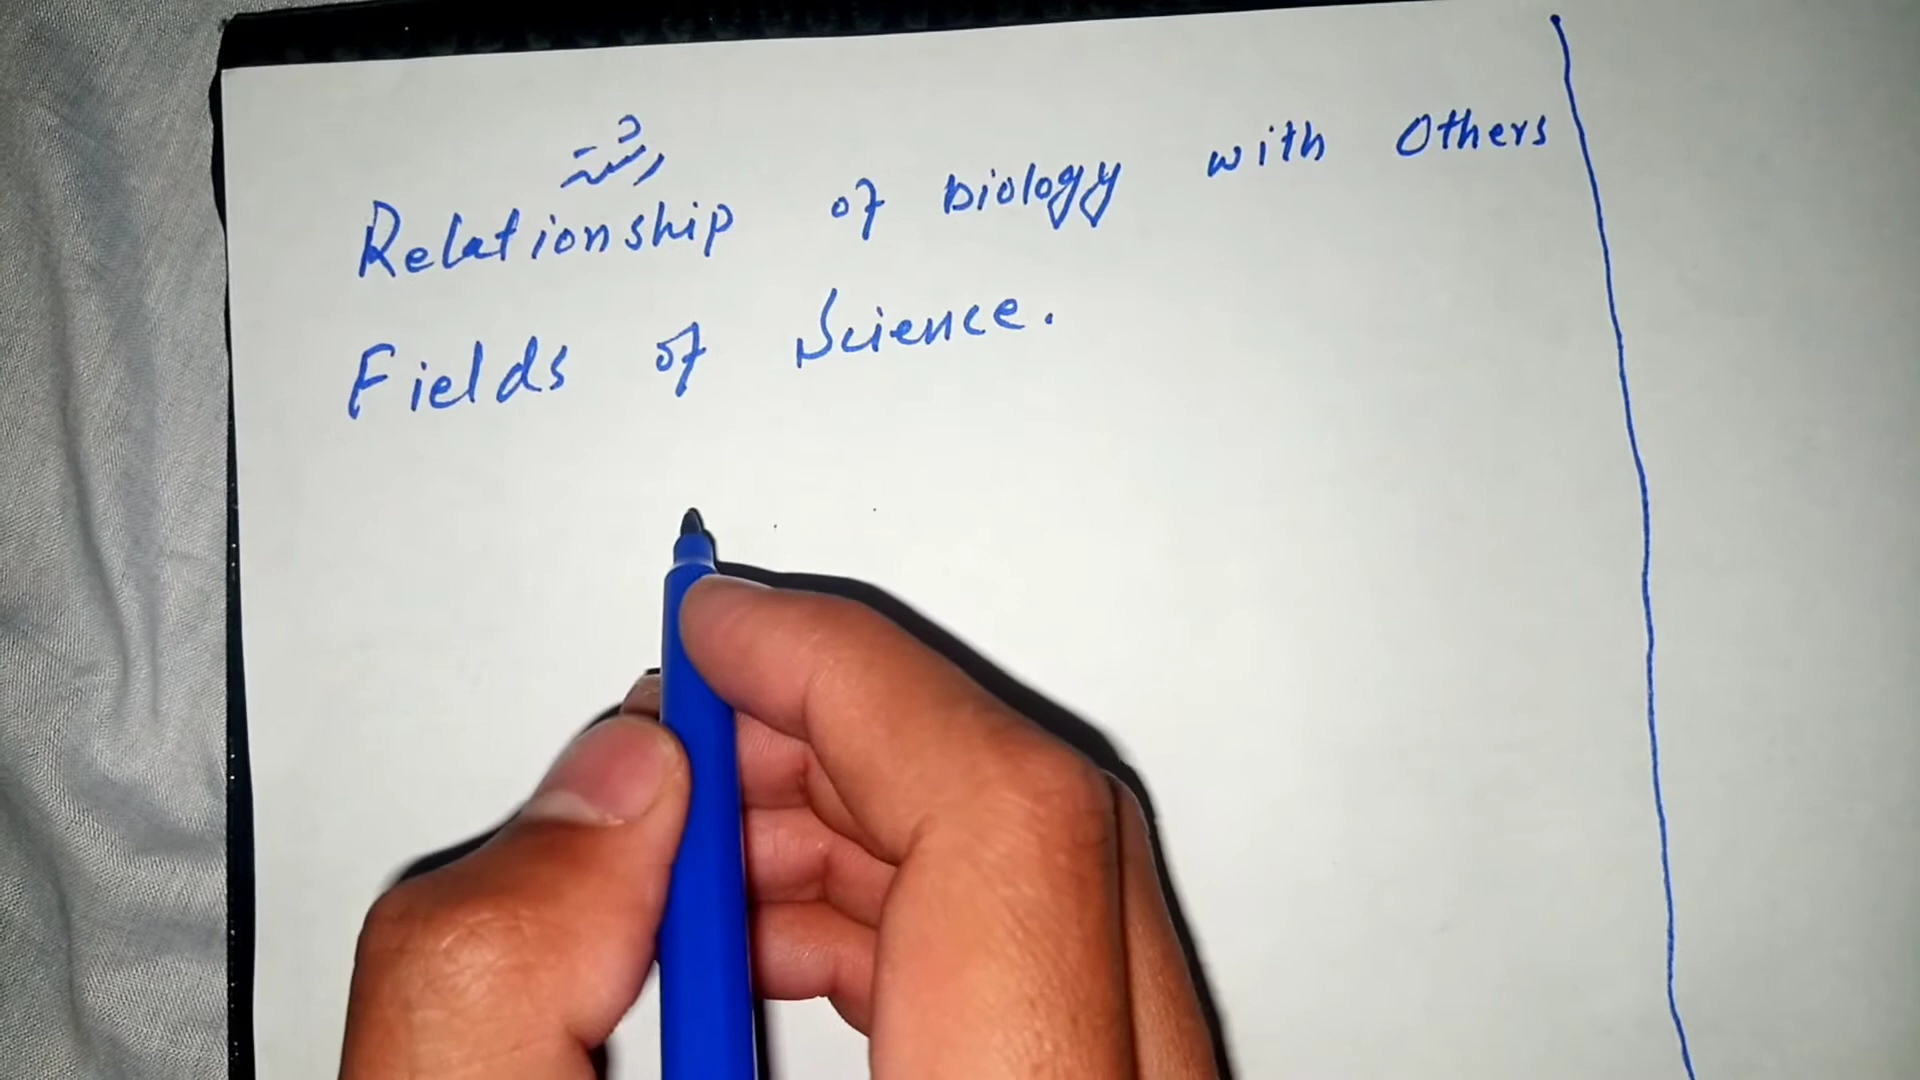 رشتہ
Relationship of Biology with Others
Fields of Science.